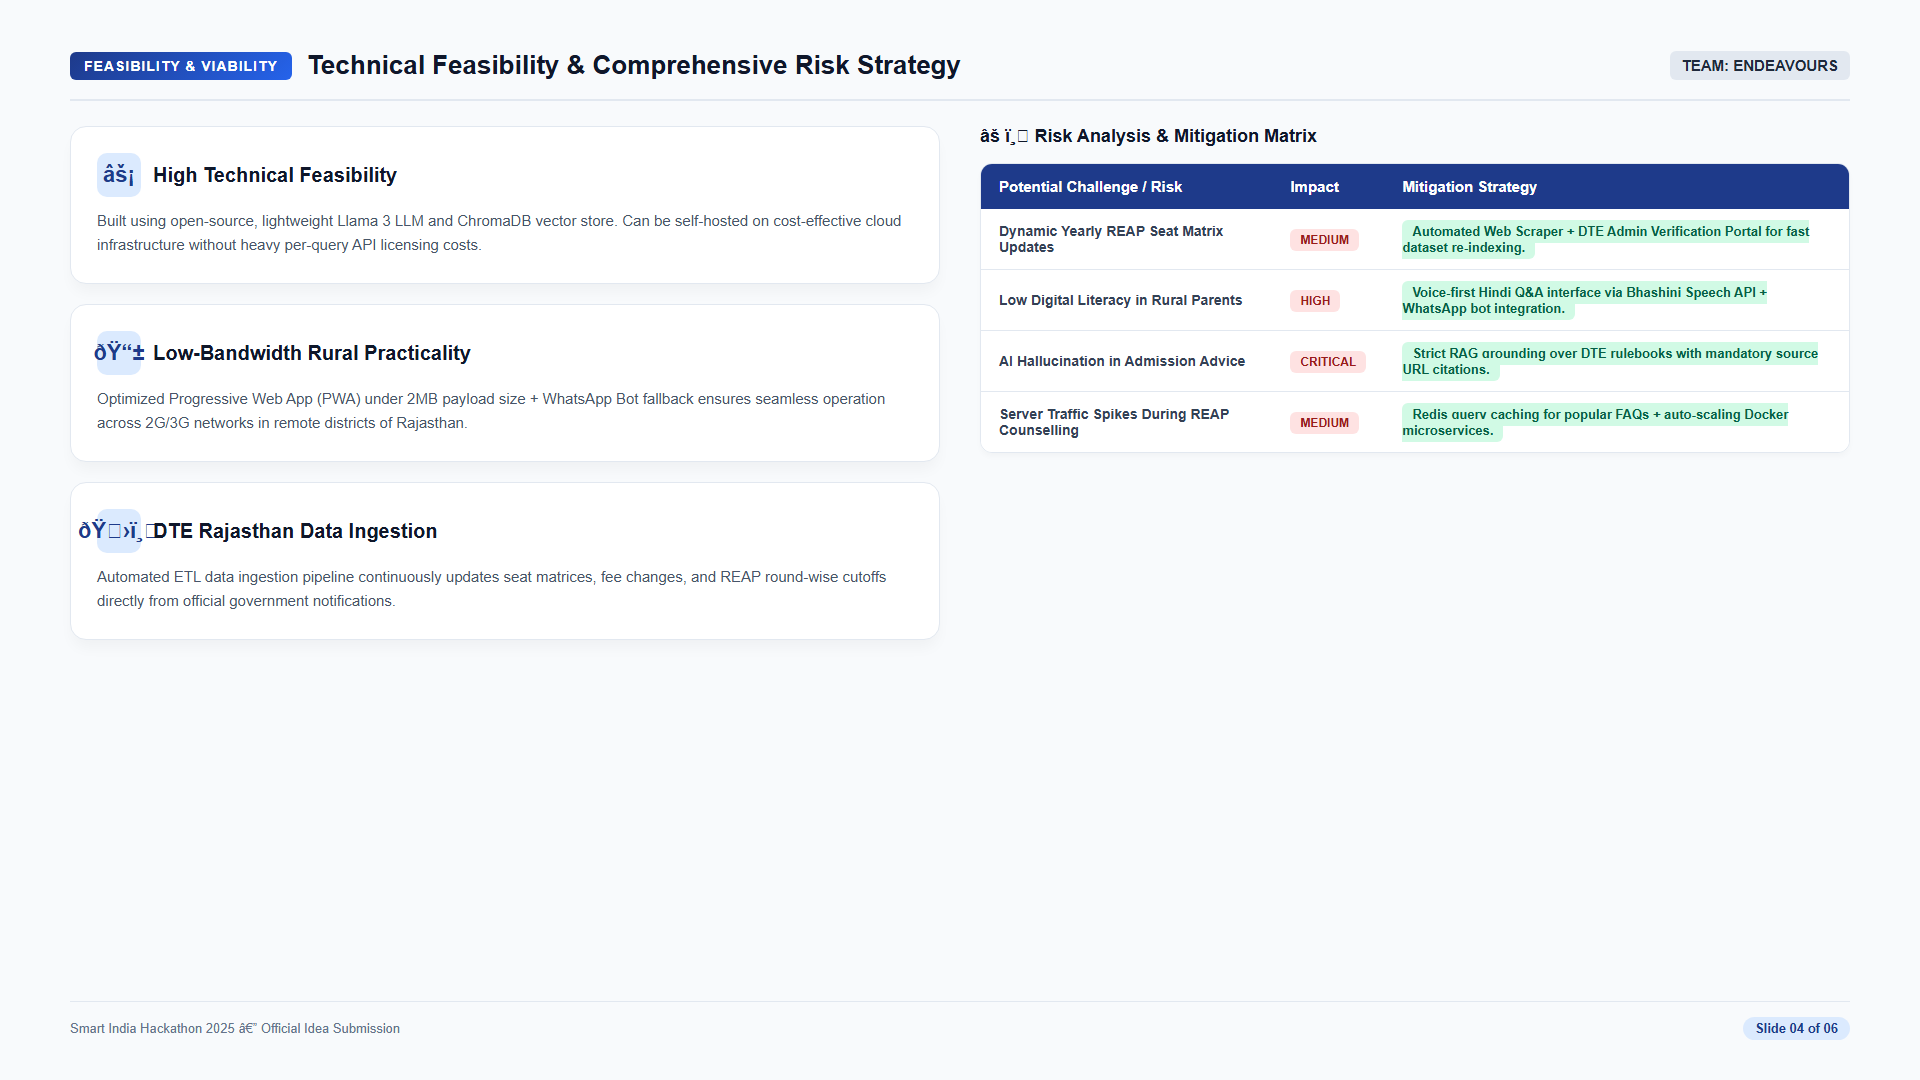 FEASIBILITY & VIABILITY
Technical Feasibility & Comprehensive Risk Strategy
TEAM: ENDEAVOURS
âš¡ High Technical Feasibility
Built using open-source, lightweight Llama 3 LLM and ChromaDB vector store. Can be self-hosted on cost-effective cloud
infrastructure without heavy per-query API licensing costs.
ðŸ“± Low-Bandwidth Rural Practicality
Optimized Progressive Web App (PWA) under 2MB payload size + WhatsApp Bot fallback ensures seamless operation
across 2G/3G networks in remote districts of Rajasthan.
ðŸ□›ï¸□ DTE Rajasthan Data Ingestion
Automated ETL data ingestion pipeline continuously updates seat matrices, fee changes, and REAP round-wise cutoffs
directly from official government notifications.
âš ï¸□ Risk Analysis & Mitigation Matrix
Potential Challenge / Risk Impact Mitigation Strategy
Dynamic Yearly REAP Seat Matrix
Updates
MEDIUM
Automated Web Scraper + DTE Admin Verification Portal for fast
dataset re-indexing.
Low Digital Literacy in Rural Parents
HIGH
Voice-first Hindi Q&A interface via Bhashini Speech API +
WhatsApp bot integration.
AI Hallucination in Admission Advice
CRITICAL
Strict RAG grounding over DTE rulebooks with mandatory source
URL citations.
Server Traffic Spikes During REAP
Counselling
MEDIUM
Redis query caching for popular FAQs + auto-scaling Docker
microservices.
Smart India Hackathon 2025 â€” Official Idea Submission
Slide 04 of 06